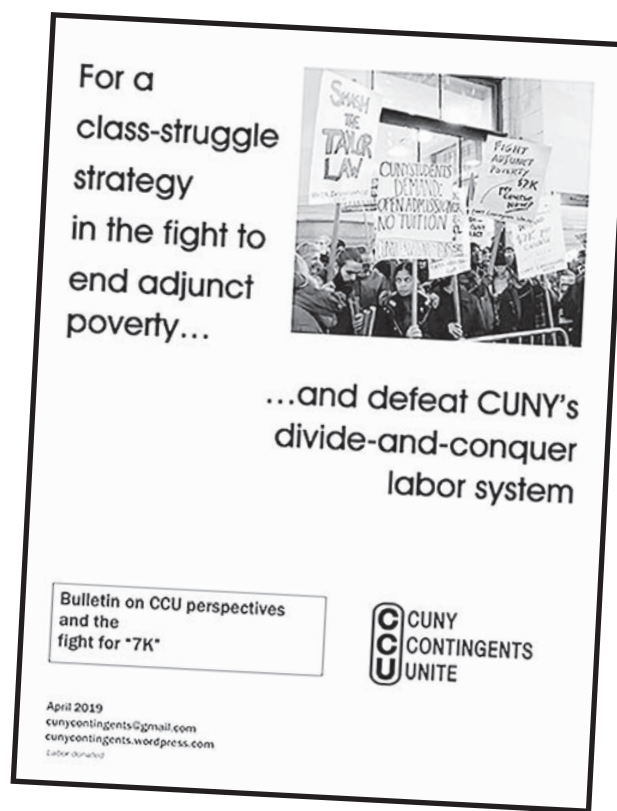 For a
class-struggle
strategy
in the fight to
end adjunct
poverty...
SMASH
THE
TAYLOR
LAW
CUNY STUDENTS
DEMAND:
OPEN ADMISSIONS
NO TUITION
FIGHT
ADJUNCT
POVERTY
$7K
...and defeat CUNY's
divide-and-conquer
labor system
Bulletin on CCU perspectives
and the
fight for "7K"
CCU
CUNY
CONTINGENTS
UNITE
April 2019
cunycontingents@gmail.com
cunycontingents.wordpress.com
Labor donated